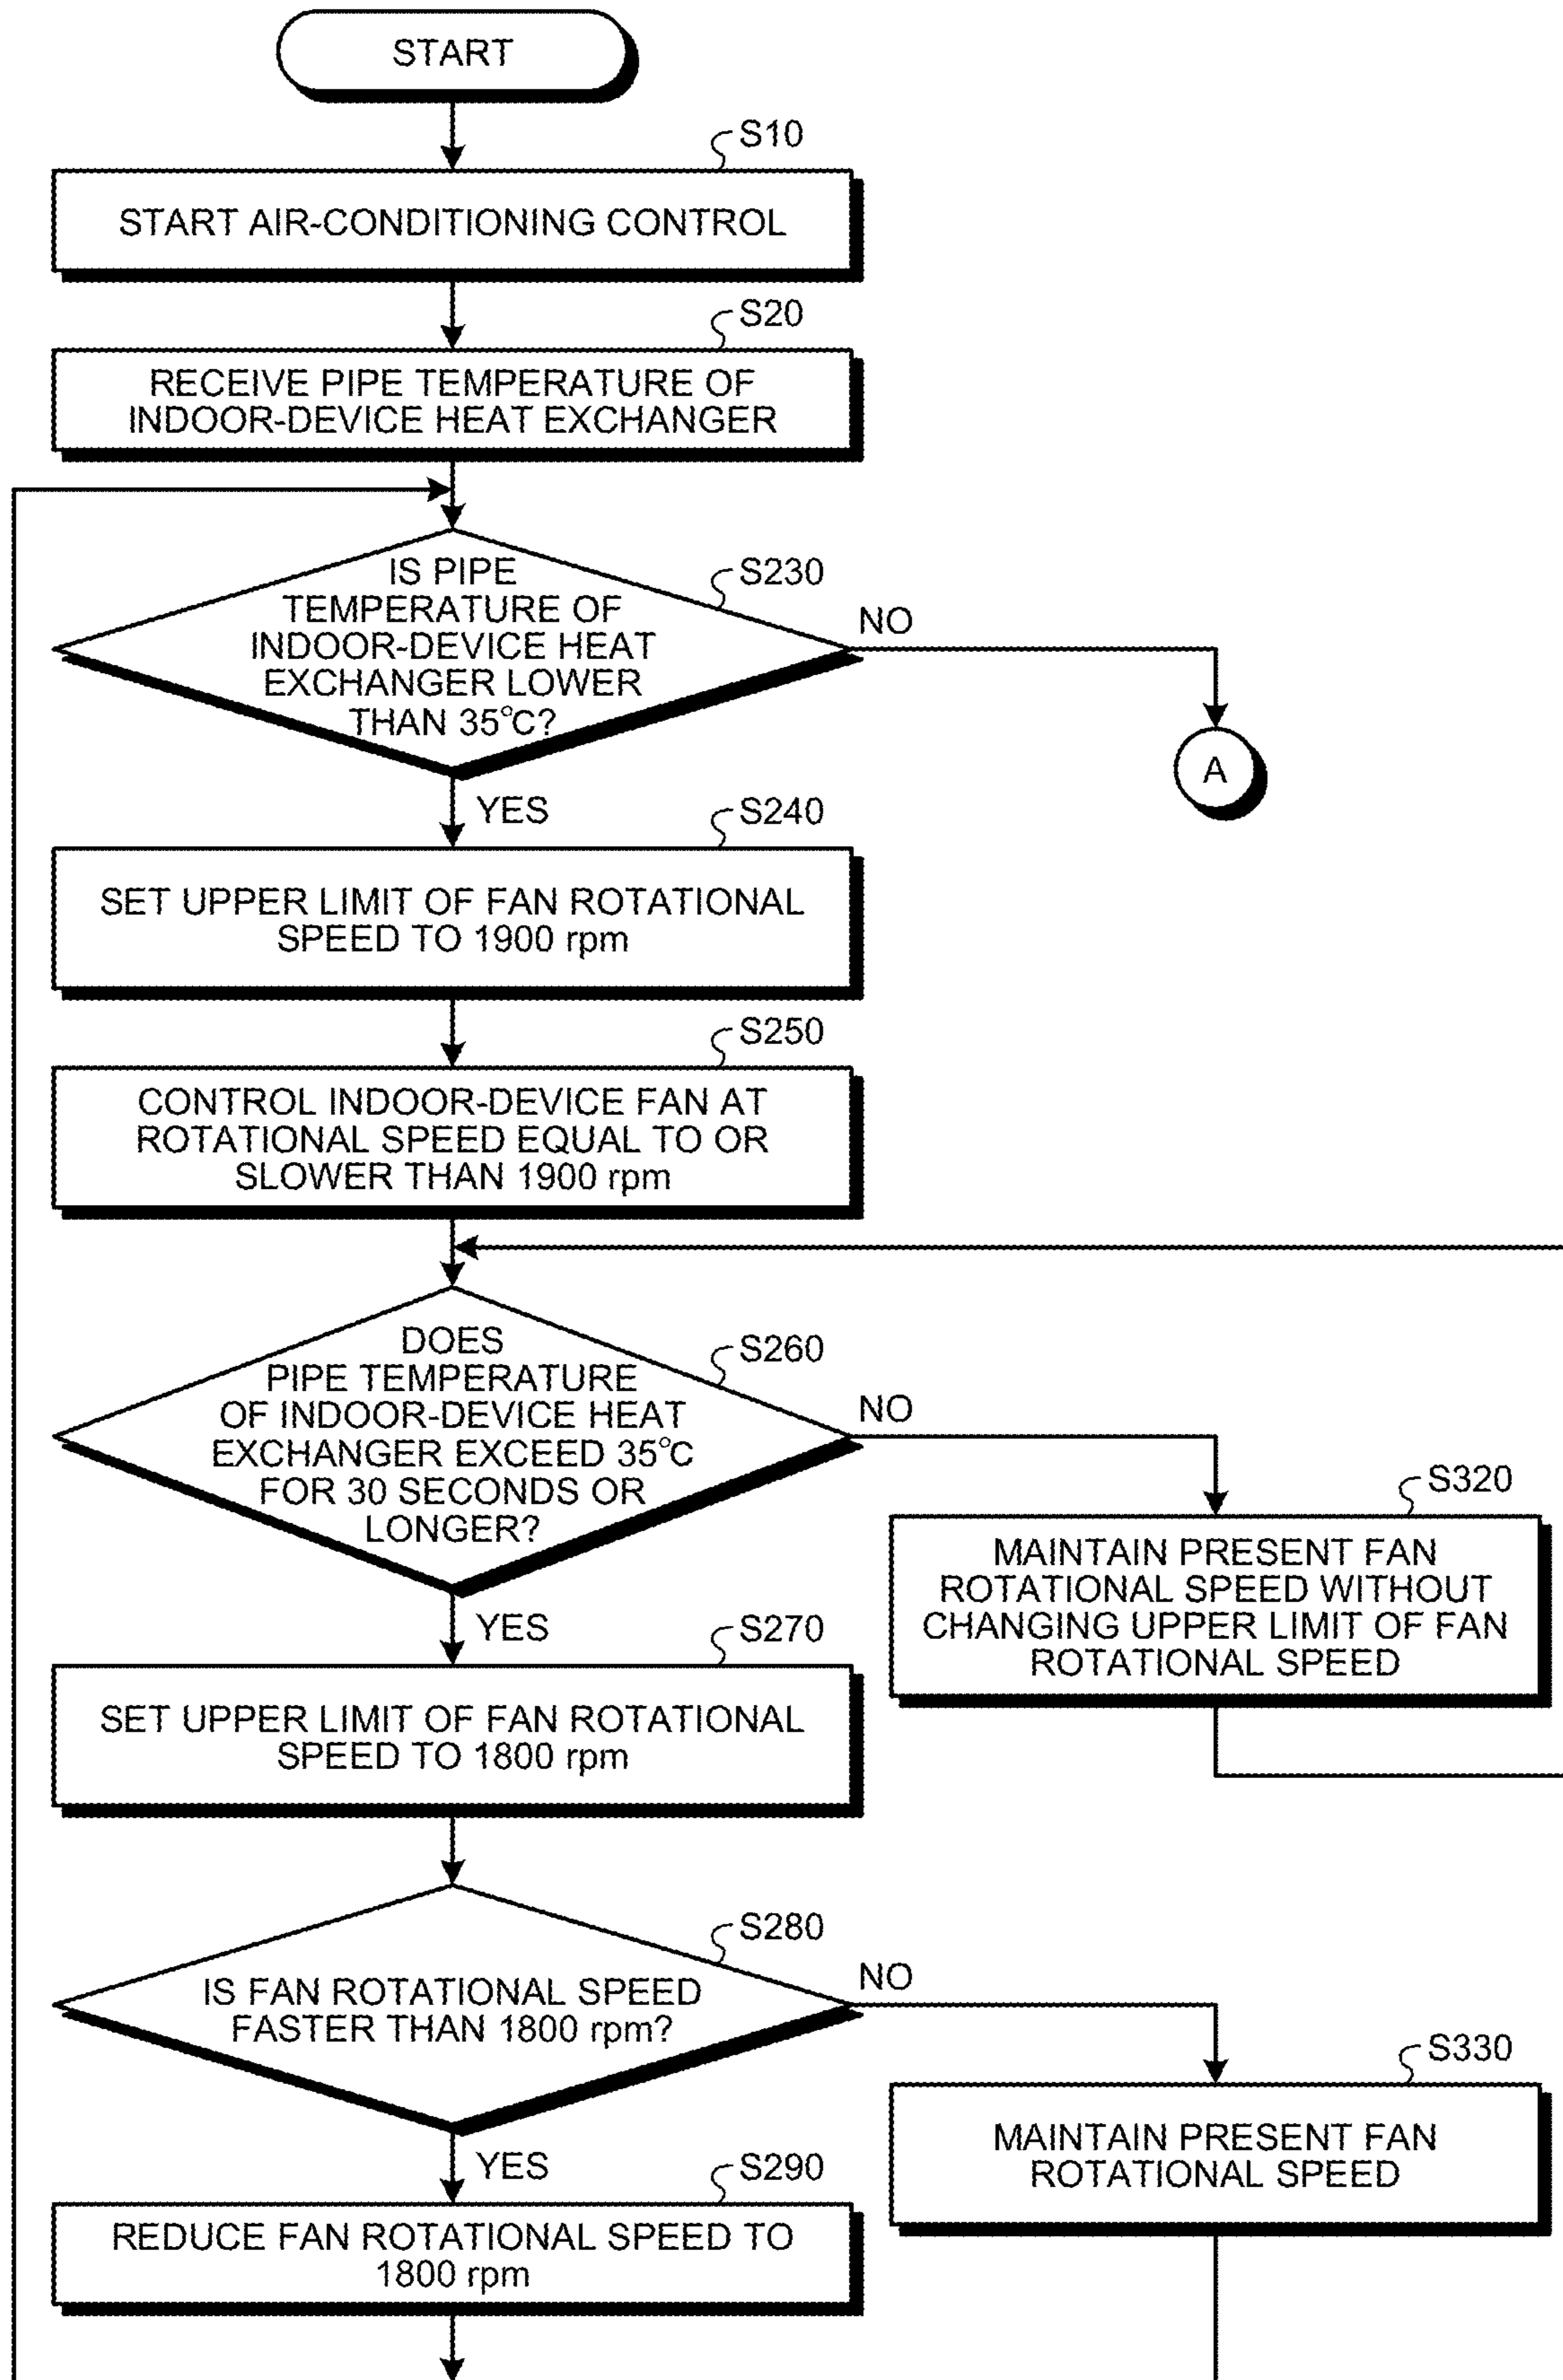 START
S10
START AIR-CONDITIONING CONTROL
S20
RECEIVE PIPE TEMPERATURE OF
INDOOR-DEVICE HEAT EXCHANGER
S230
IS PIPE
TEMPERATURE OF
INDOOR-DEVICE HEAT
EXCHANGER LOWER
THAN 35°C?
NO
A
YES
S240
SET UPPER LIMIT OF FAN ROTATIONAL
SPEED TO 1900 rpm
S250
CONTROL INDOOR-DEVICE FAN AT
ROTATIONAL SPEED EQUAL TO OR
SLOWER THAN 1900 rpm
S260
DOES
PIPE TEMPERATURE
OF INDOOR-DEVICE HEAT
EXCHANGER EXCEED 35°C
FOR 30 SECONDS OR
LONGER?
NO
S320
MAINTAIN PRESENT FAN
ROTATIONAL SPEED WITHOUT
CHANGING UPPER LIMIT OF FAN
ROTATIONAL SPEED
YES
S270
SET UPPER LIMIT OF FAN ROTATIONAL
SPEED TO 1800 rpm
S280
IS FAN ROTATIONAL SPEED
FASTER THAN 1800 rpm?
NO
S330
MAINTAIN PRESENT FAN
ROTATIONAL SPEED
YES
S290
REDUCE FAN ROTATIONAL SPEED TO
1800 rpm